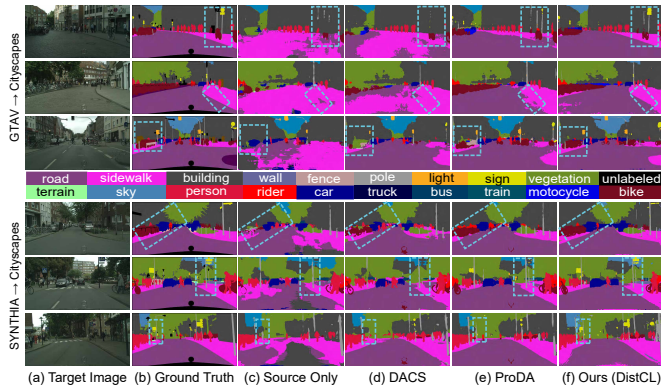 GTAV → Cityscapes
road sidewalk building wall fence pole light sign vegetation unlabeled
terrain sky person rider car truck bus train motocycle bike
SYNTHIA → Cityscapes
(a) Target Image (b) Ground Truth (c) Source Only (d) DACS (e) ProDA (f) Ours (DistCL)